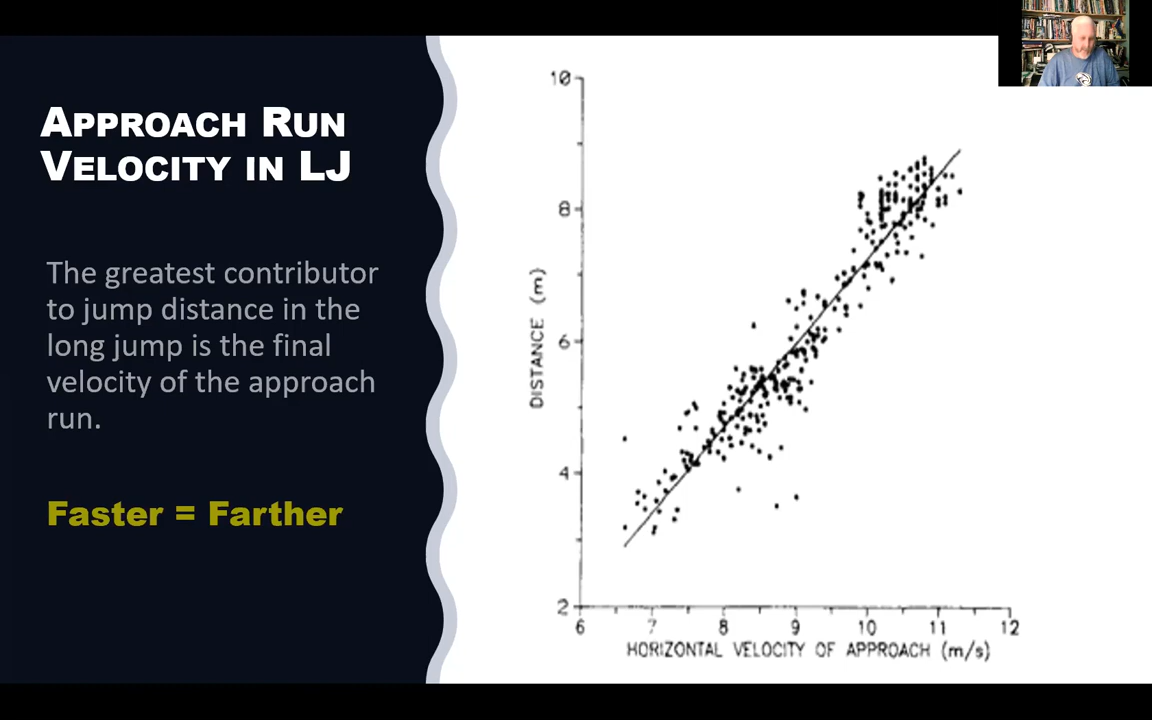 APPROACH RUN
VELOCITY IN LJ
The greatest contributor
to jump distance in the
long jump is the final
velocity of the approach
run.
Faster = Farther
10
8
6
4
2
DISTANCE (m)
6 7 8 9 10 11 12
HORIZONTAL VELOCITY OF APPROACH (m/s)